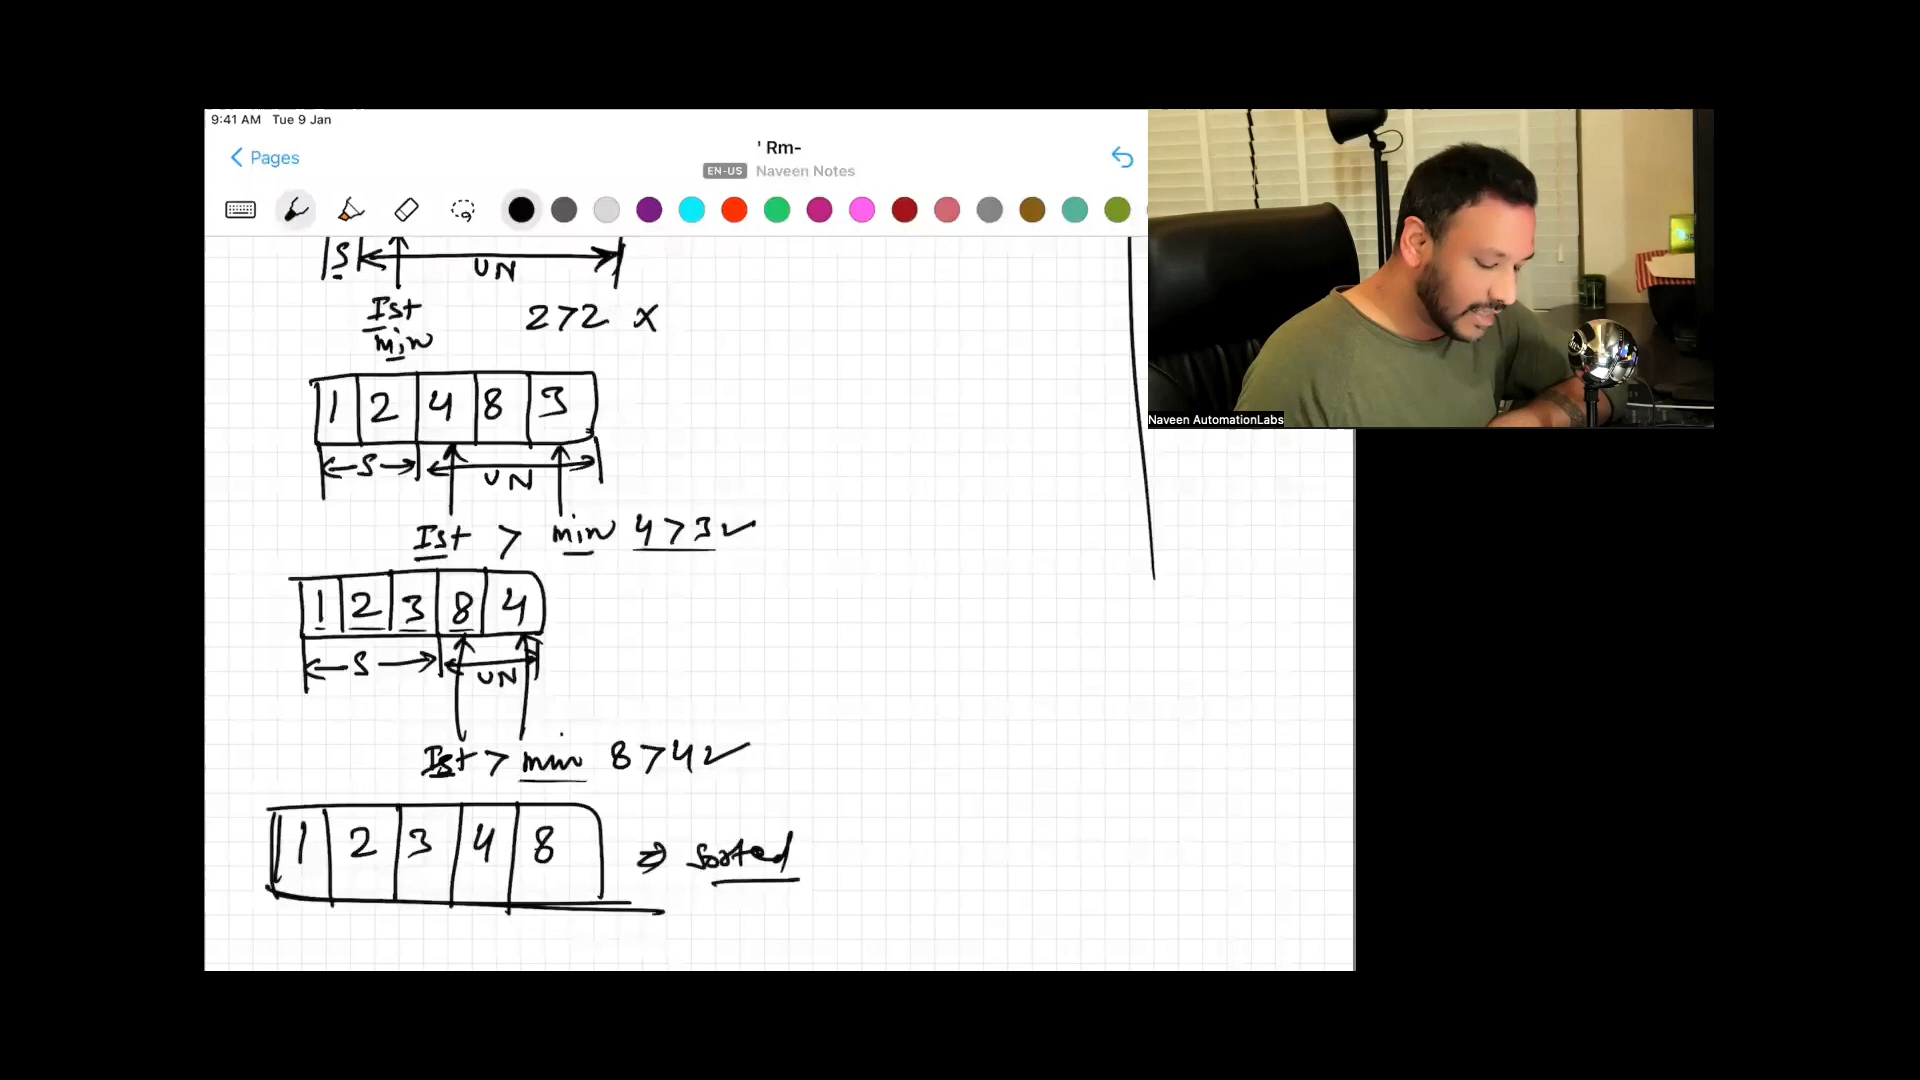 9:41 AM Tue 9 Jan
Pages
' Rm-
EN-US Naveen Notes
S UN
Ist
min
2>2 x
1 2 4 8 3
S UN
Ist > min 4>3 ✓
1 2 3 8 4
S UN
Ist > min 8>4 ✓
1 2 3 4 8 ⇒ sorted
Naveen AutomationLabs